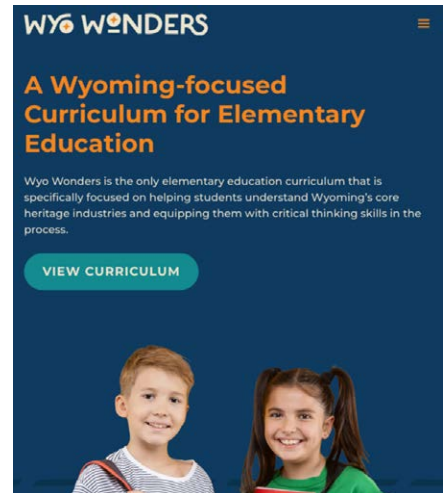 WYO WONDERS
A Wyoming-focused
Curriculum for Elementary
Education
Wyo Wonders is the only elementary education curriculum that is
specifically focused on helping students understand Wyoming's core
heritage industries and equipping them with critical thinking skills in the
process.
VIEW CURRICULUM